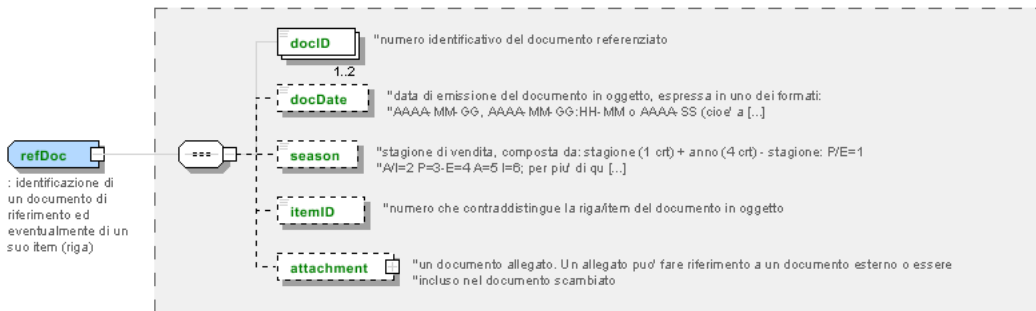 docID
"numero identificativo del documento referenziato
1..2
docDate
"data di emissione del documento in oggetto, espressa in uno dei formati:
"AAAA-MM-GG, AAAA-MM-GG:HH-MM o AAAA-SS (cioe' a [...]
refDoc
: identificazione di
un documento di
riferimento ed
eventualmente di un
suo item (riga)
season
"stagione di vendita, composta da: stagione (1 crt) + anno (4 crt) - stagione: P/E=1
"A/I=2 P=3-E=4 A=5 I=6; per piu' di qu [...]
itemID
"numero che contraddistingue la riga/item del documento in oggetto
attachment
"un documento allegato. Un allegato puo' fare riferimento a un documento esterno o essere
"incluso nel documento scambiato